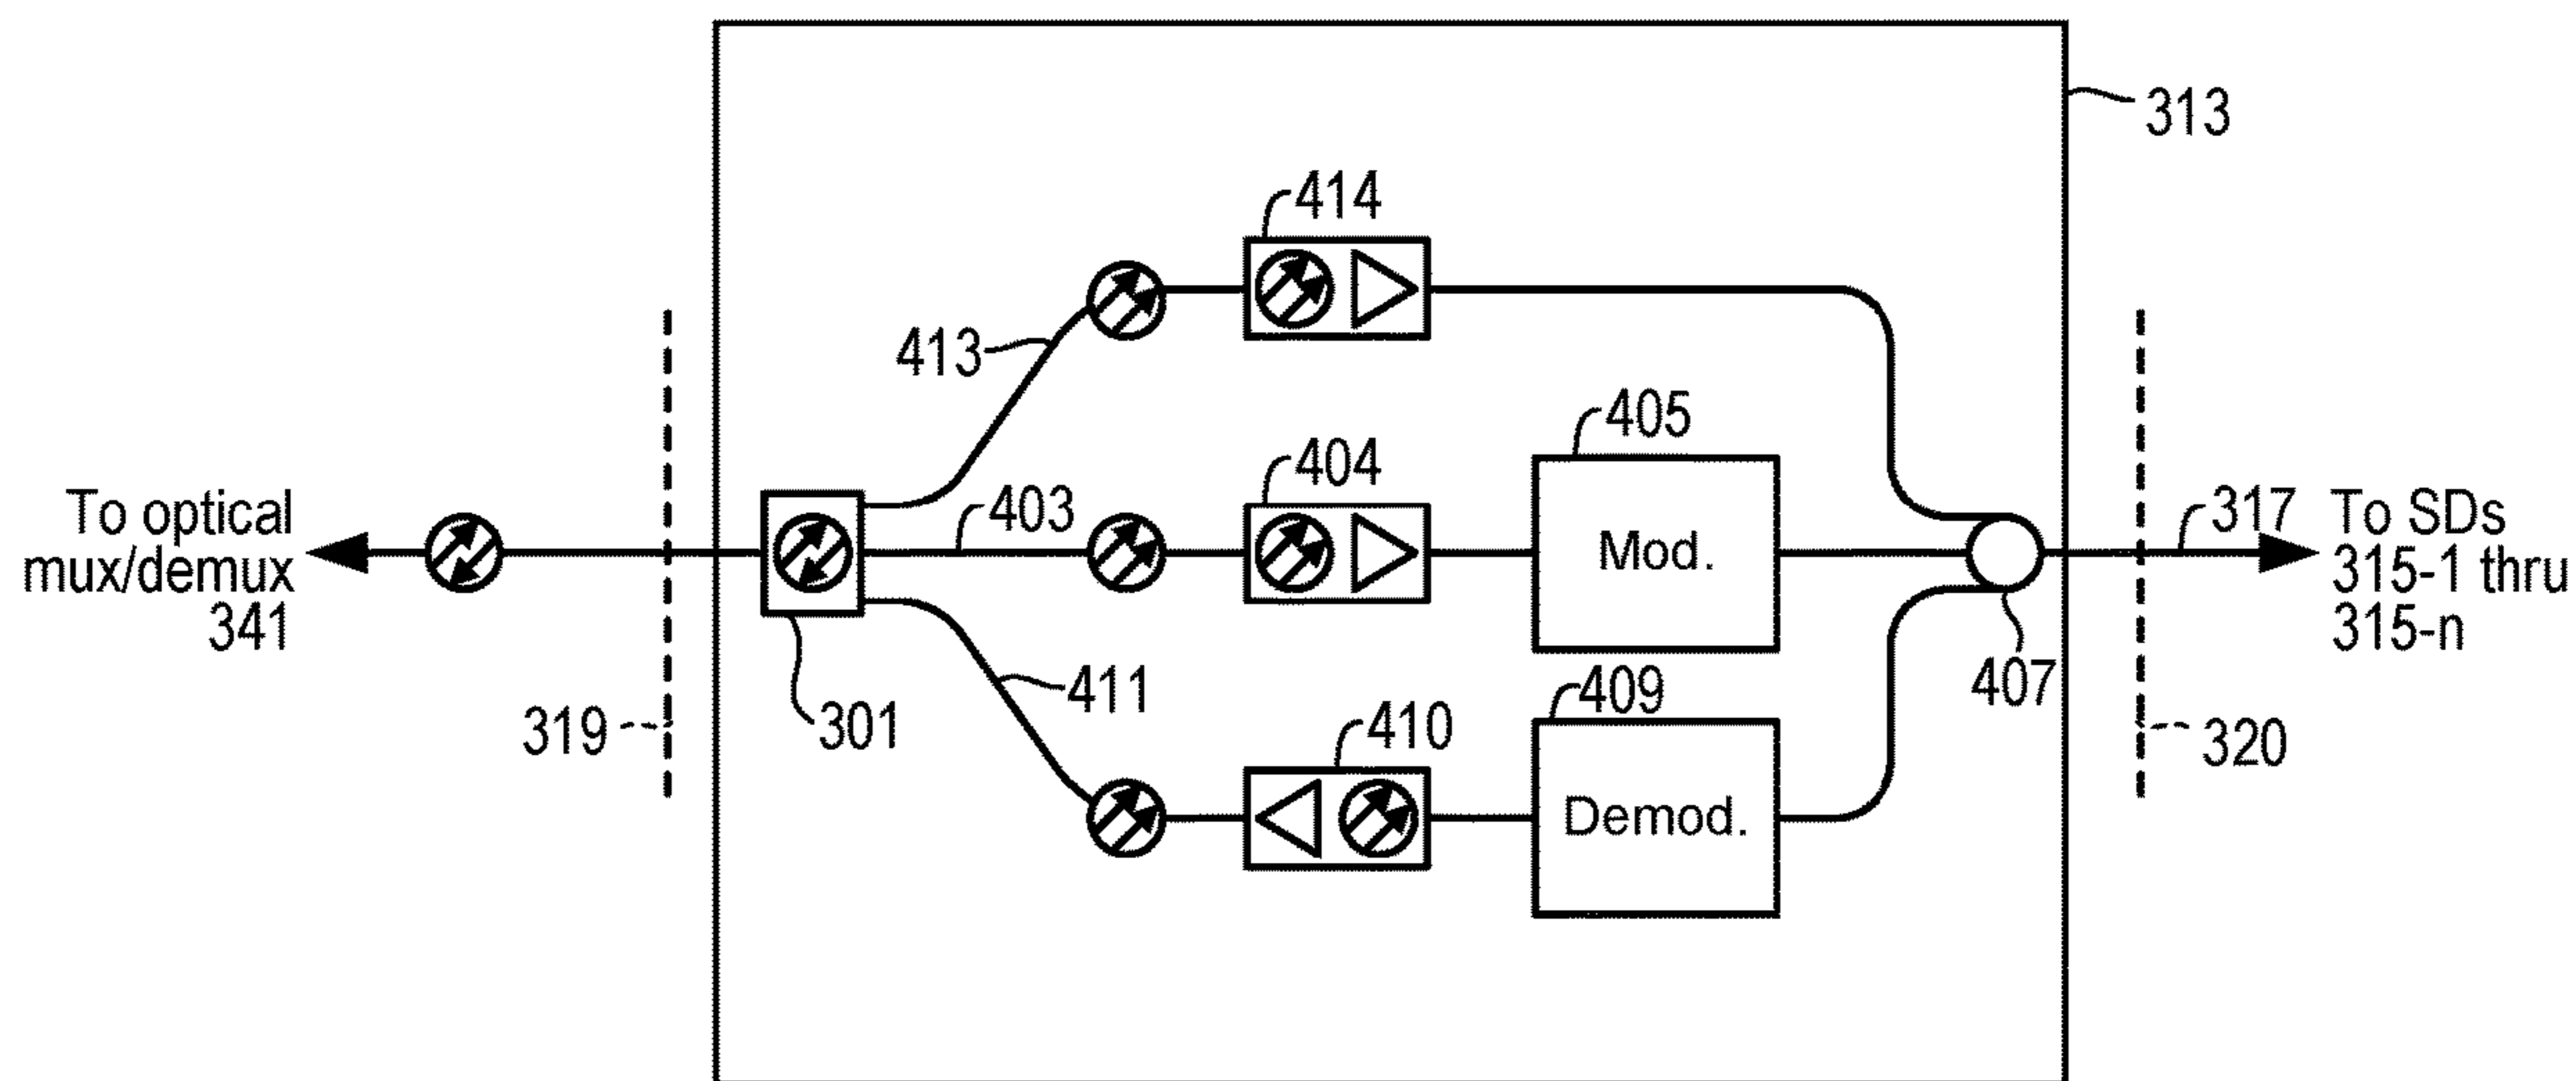 313
414
413
405
404
403
To optical
mux/demux
341
Mod.
317
To SDs
315-1 thru
315-n
411
409
407
319
301
410
320
Demod.